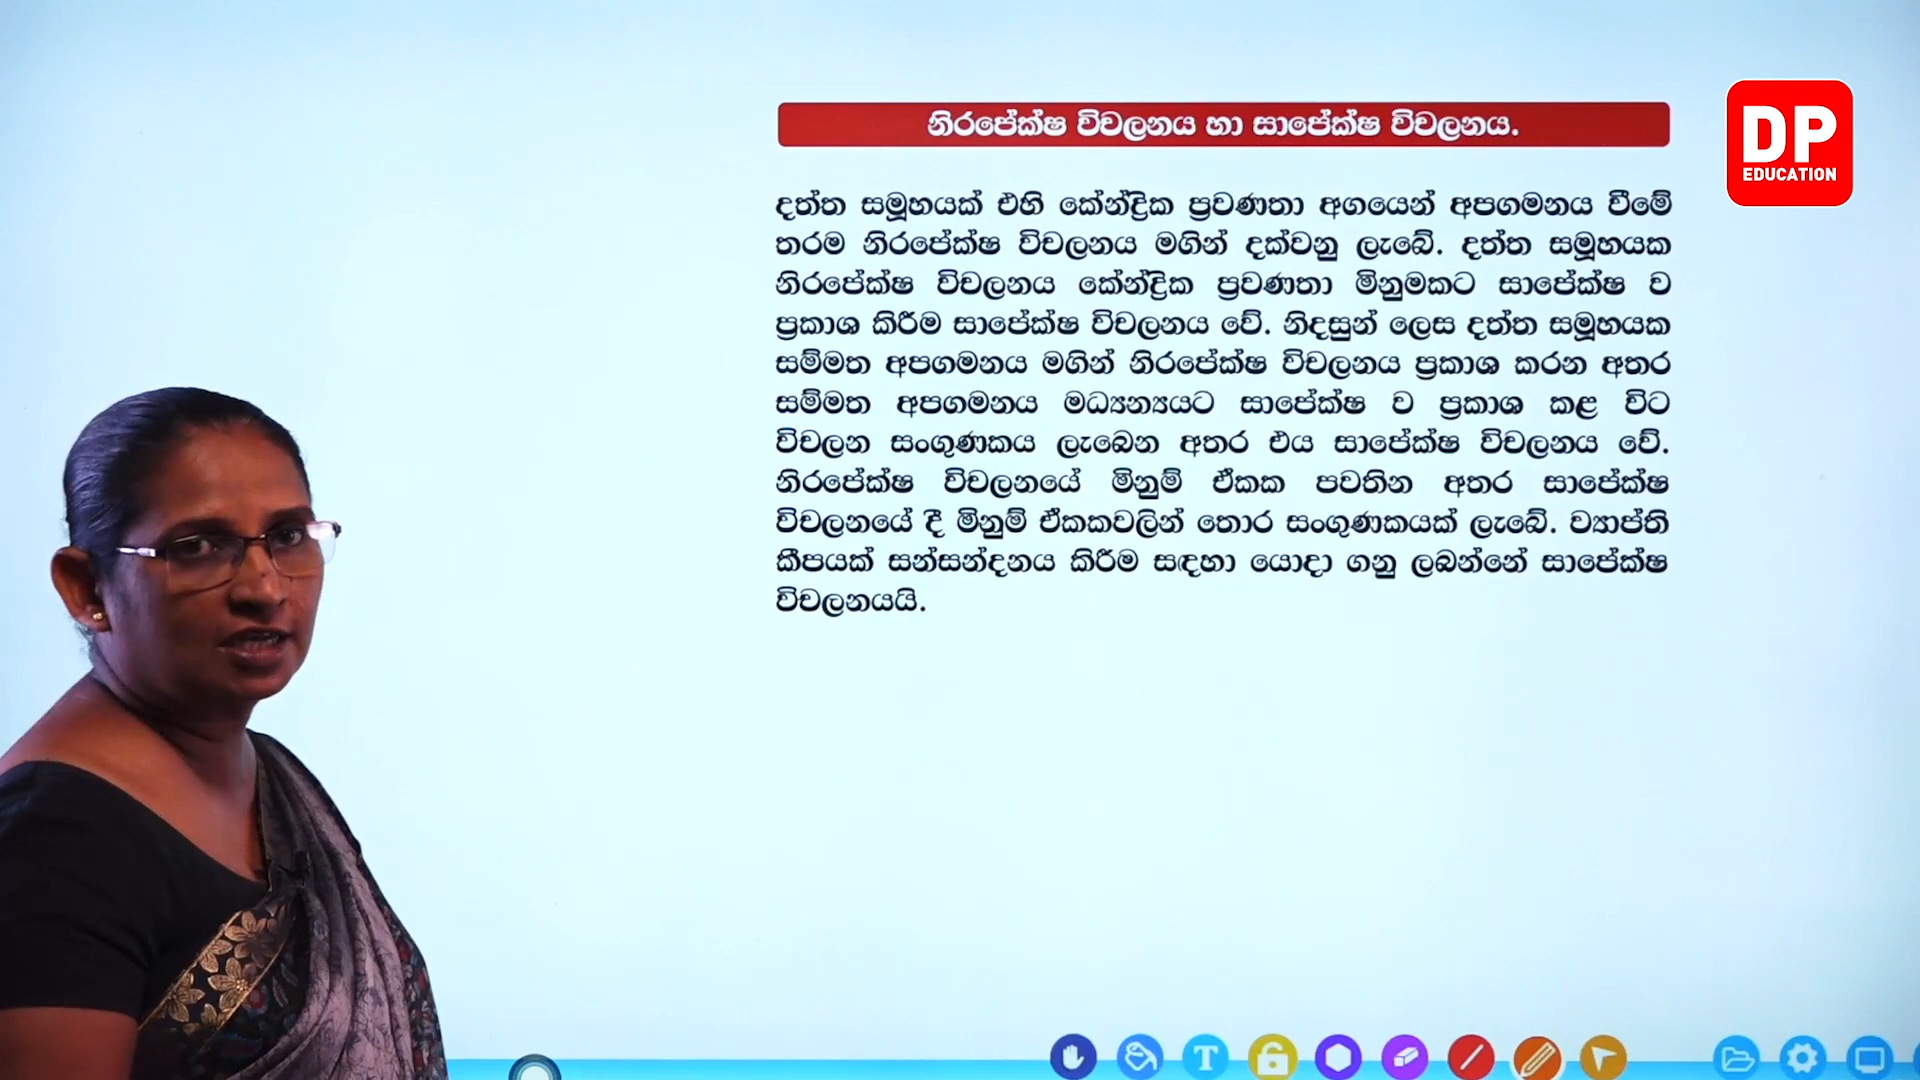 නිරපේක්ෂ විචලනය හා සාපේක්ෂ විචලනය.
DP
EDUCATION
දත්ත සමූහයක් එහි කේන්ද්‍රික ප්‍රවණතා අගයෙන් අපගමනය වීමේ
තරම නිරපේක්ෂ විචලනය මගින් දක්වනු ලැබේ. දත්ත සමූහයක
නිරපේක්ෂ විචලනය කේන්ද්‍රික ප්‍රවණතා මිනුමකට සාපේක්ෂ ව
ප්‍රකාශ කිරීම සාපේක්ෂ විචලනය වේ. නිදසුන් ලෙස දත්ත සමූහයක
සම්මත අපගමනය මගින් නිරපේක්ෂ විචලනය ප්‍රකාශ කරන අතර
සම්මත අපගමනය මධ්‍යන්‍යයට සාපේක්ෂ ව ප්‍රකාශ කළ විට
විචලන සංගුණකය ලැබෙන අතර එය සාපේක්ෂ විචලනය වේ.
නිරපේක්ෂ විචලනයේ මිනුම් ඒකක පවතින අතර සාපේක්ෂ
විචලනයේ දී මිනුම් ඒකකවලින් තොර සංගුණකයක් ලැබේ. ව්‍යාප්ති
කීපයක් සන්සන්දනය කිරීම සඳහා යොදා ගනු ලබන්නේ සාපේක්ෂ
විචලනයයි.
T